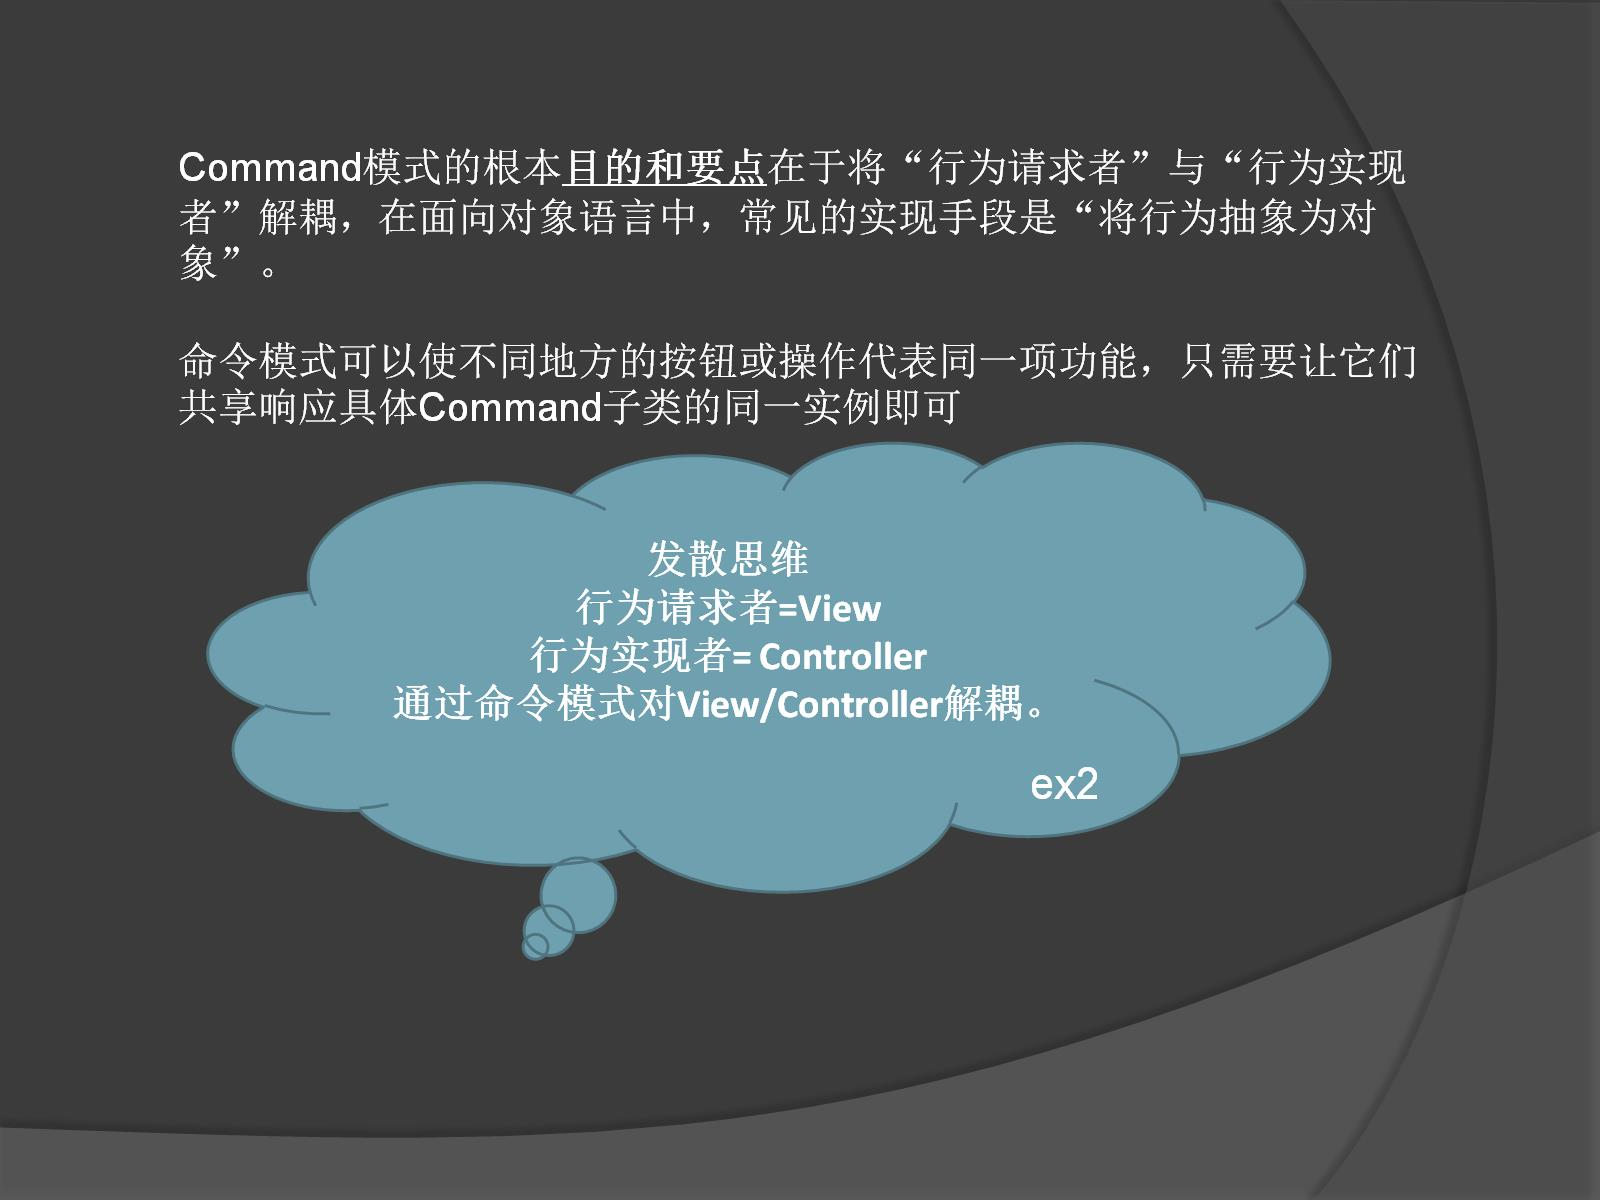 Command模式的根本目的和要点在于将“行为请求者”与“行为实现
者”解耦，在面向对象语言中，常见的实现手段是“将行为抽象为对
象”。
命令模式可以使不同地方的按钮或操作代表同一项功能，只需要让它们
共享响应具体Command子类的同一实例即可
发散思维
行为请求者=View
行为实现者= Controller
通过命令模式对View/Controller解耦。
ex2